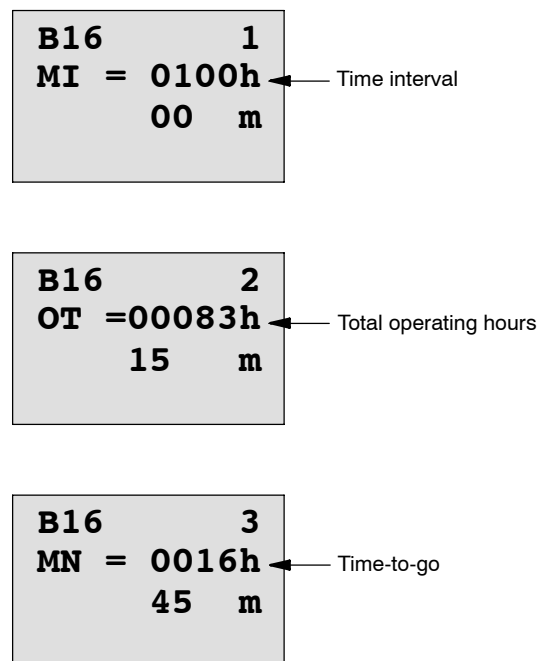 B16 1
MI = 0100h
00 m
Time interval
B16 2
OT =00083h
15 m
Total operating hours
B16 3
MN = 0016h
45 m
Time-to-go